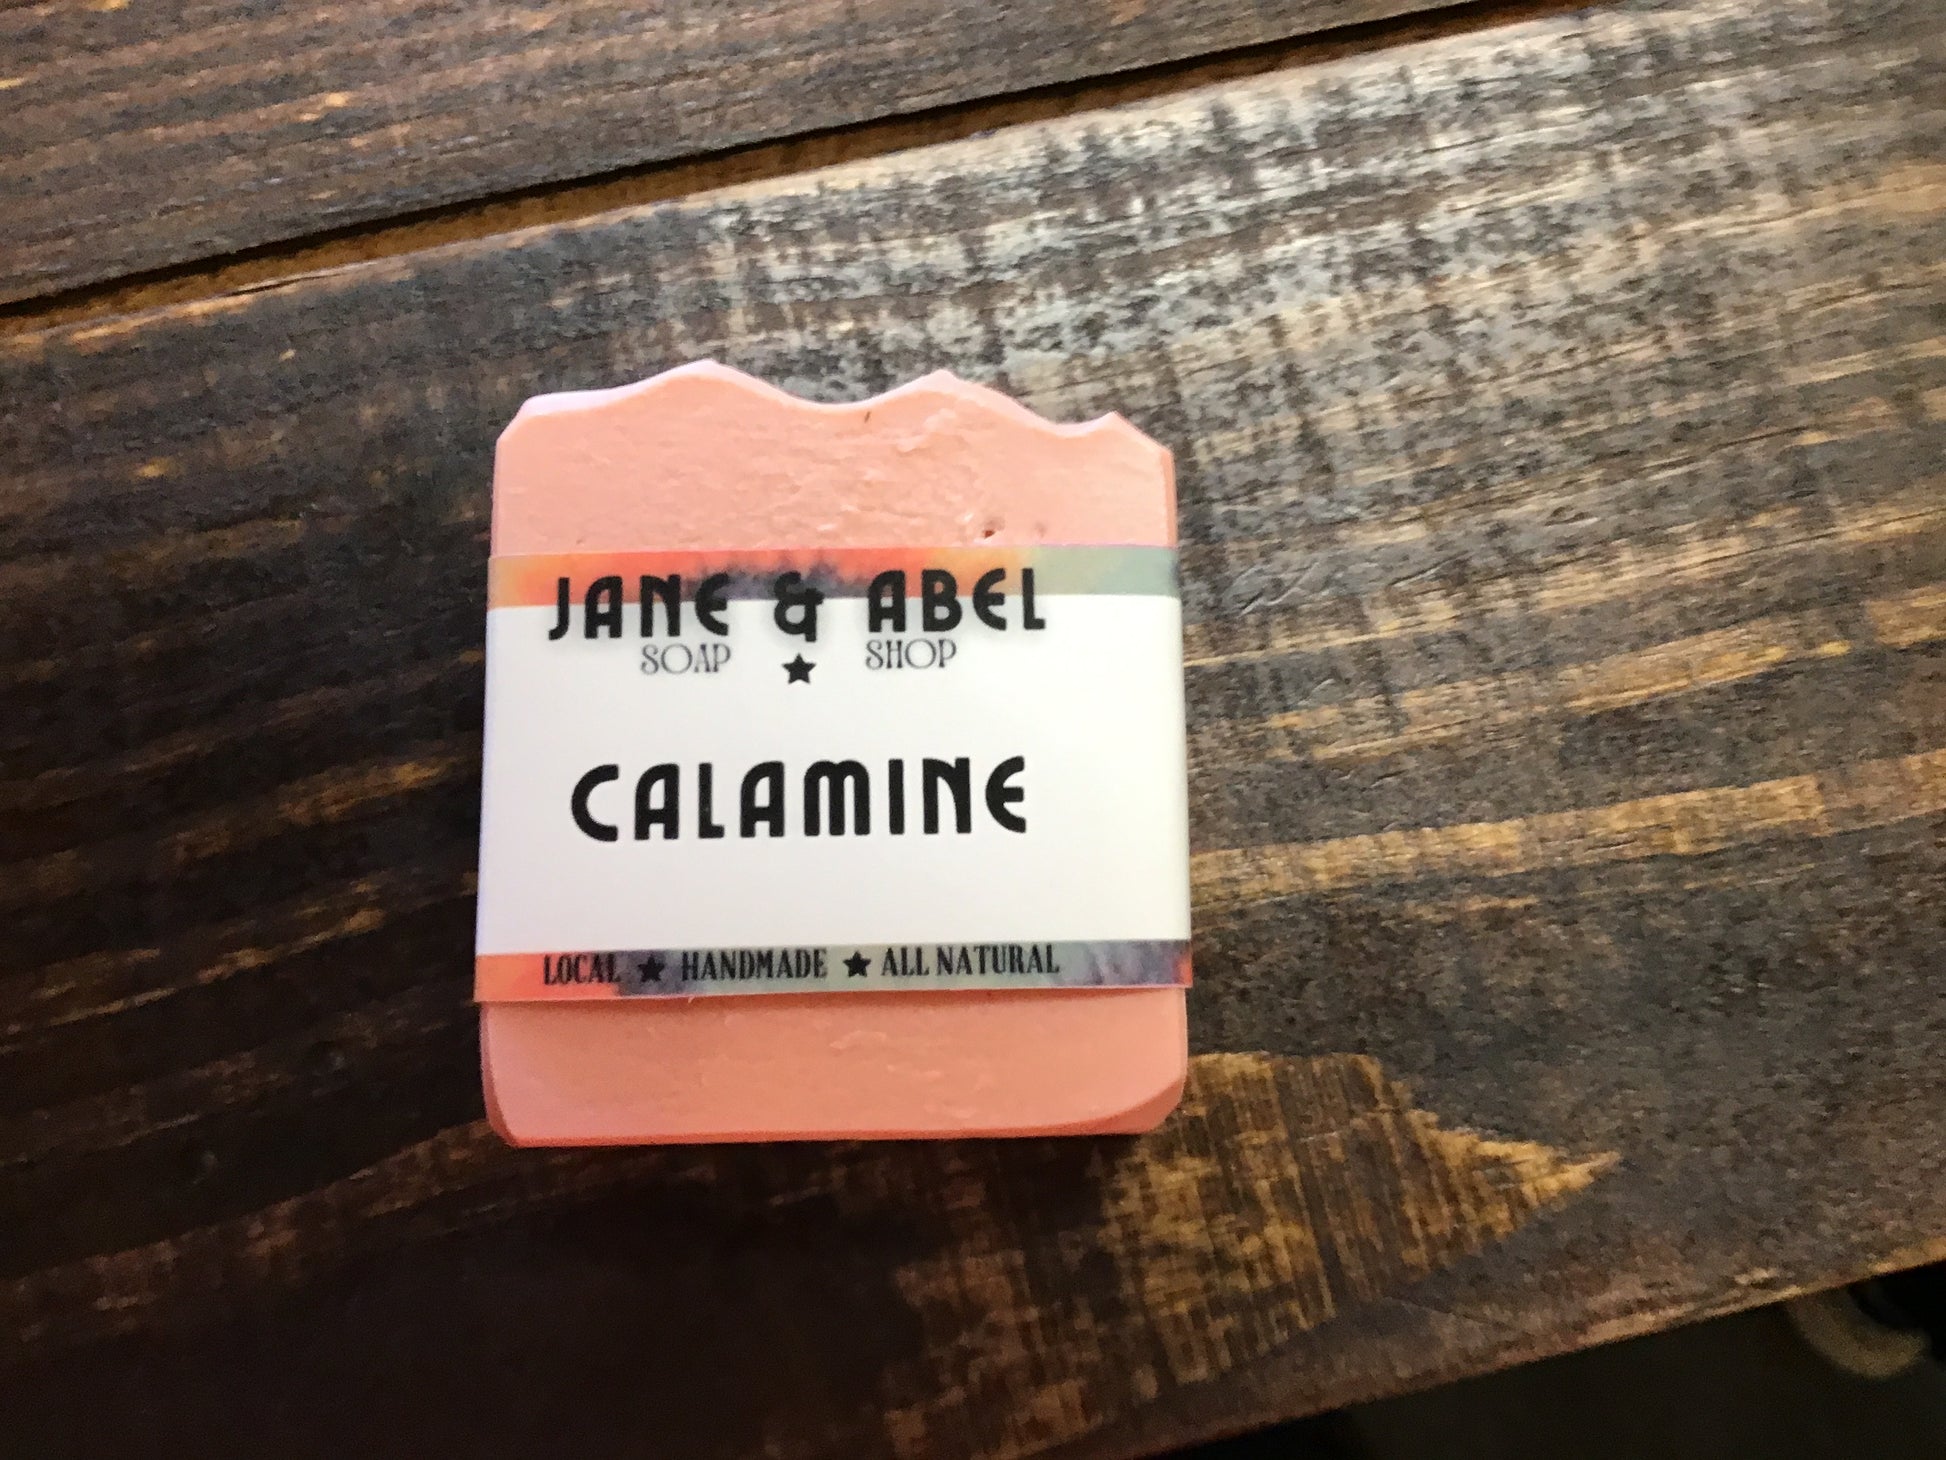 JANE & ABEL
SOAP ★ SHOP
CALAMINE
LOCAL ★ HANDMADE ★ ALL NATURAL